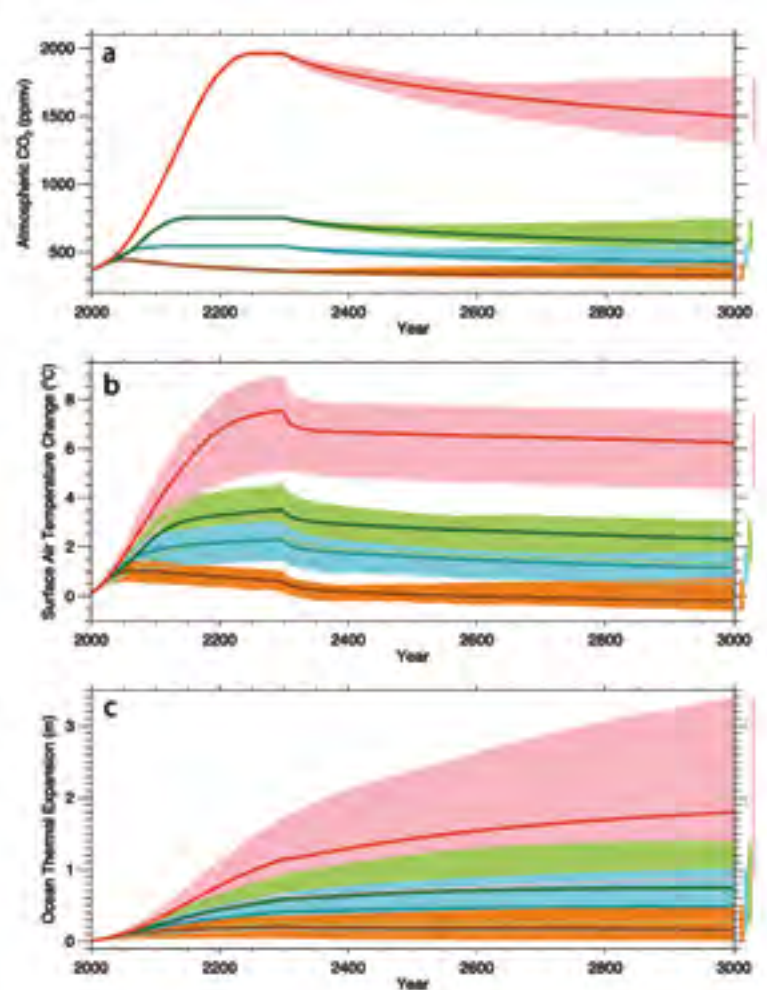 a
Atmospheric CO₂ (ppmv)
2000
1500
1000
500
2000 2200 2400 2600 2800 3000
Year
b
Surface Air Temperature Change (°C)
8
6
4
2
0
2000 2200 2400 2600 2800 3000
Year
c
Ocean Thermal Expansion (m)
3
2
1
0
2000 2200 2400 2600 2800 3000
Year